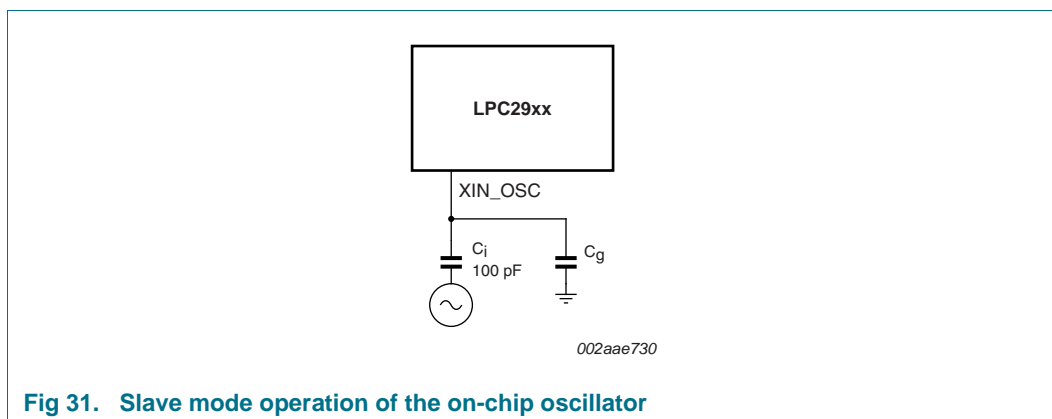 LPC29xx
XIN_OSC
Ci
100 pF
Cg
002aae730
Fig 31. Slave mode operation of the on-chip oscillator